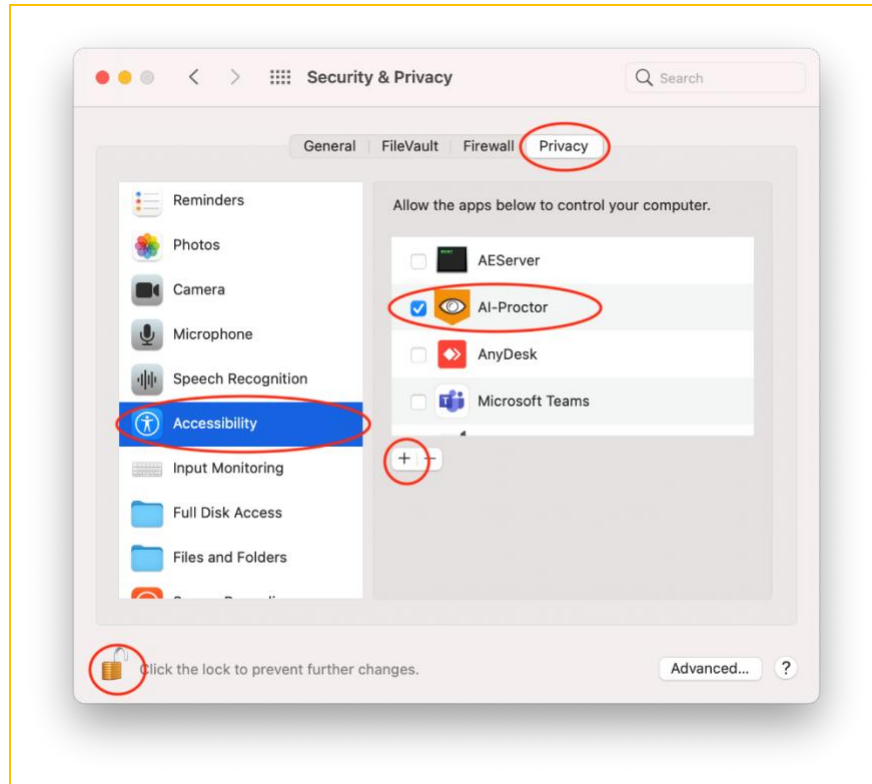 Security & Privacy
Search
General FileVault Firewall Privacy
Reminders
Photos
Camera
Microphone
Speech Recognition
Accessibility
Input Monitoring
Full Disk Access
Files and Folders
Allow the apps below to control your computer.
AEServer
AI-Proctor
AnyDesk
Microsoft Teams
+ −
Click the lock to prevent further changes.
Advanced... ?